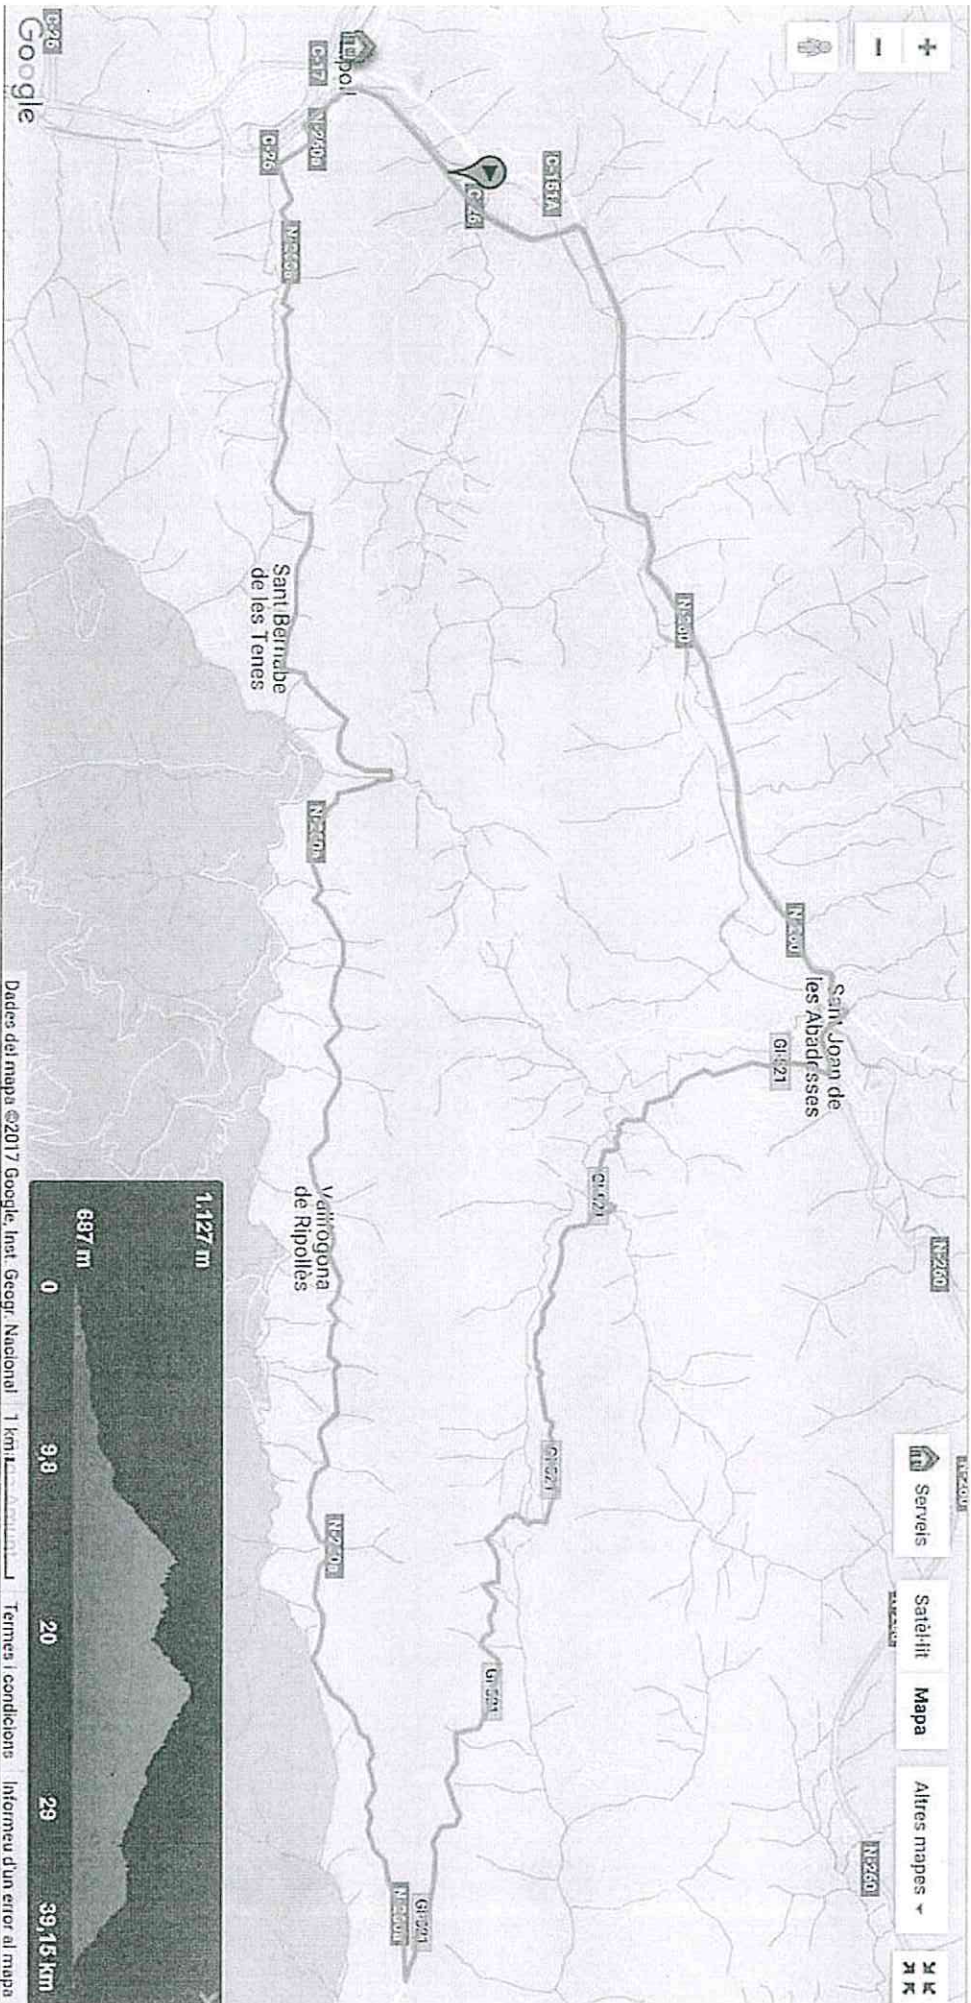 +
−
Serveis
Satèl·lit
Mapa
Altres mapes
N-260
N-260
Sant Joan de
les Abadesses
GI-521
N-260
N-260
C-151A
C-26
GI-521
GI-521
GI-521
GI-521
N-260a
C-17
N-260a
C-26
N-260a
Sant Bernabe
de les Tenes
N-260a
Vallfogona
de Ripollès
N-260a
C-26
Google
1.127 m
687 m
0
9,8
20
29
39,15 km
Dades del mapa ©2017 Google, Inst. Geogr. Nacional
1 km
Termes i condicions
Informeu d'un error al mapa